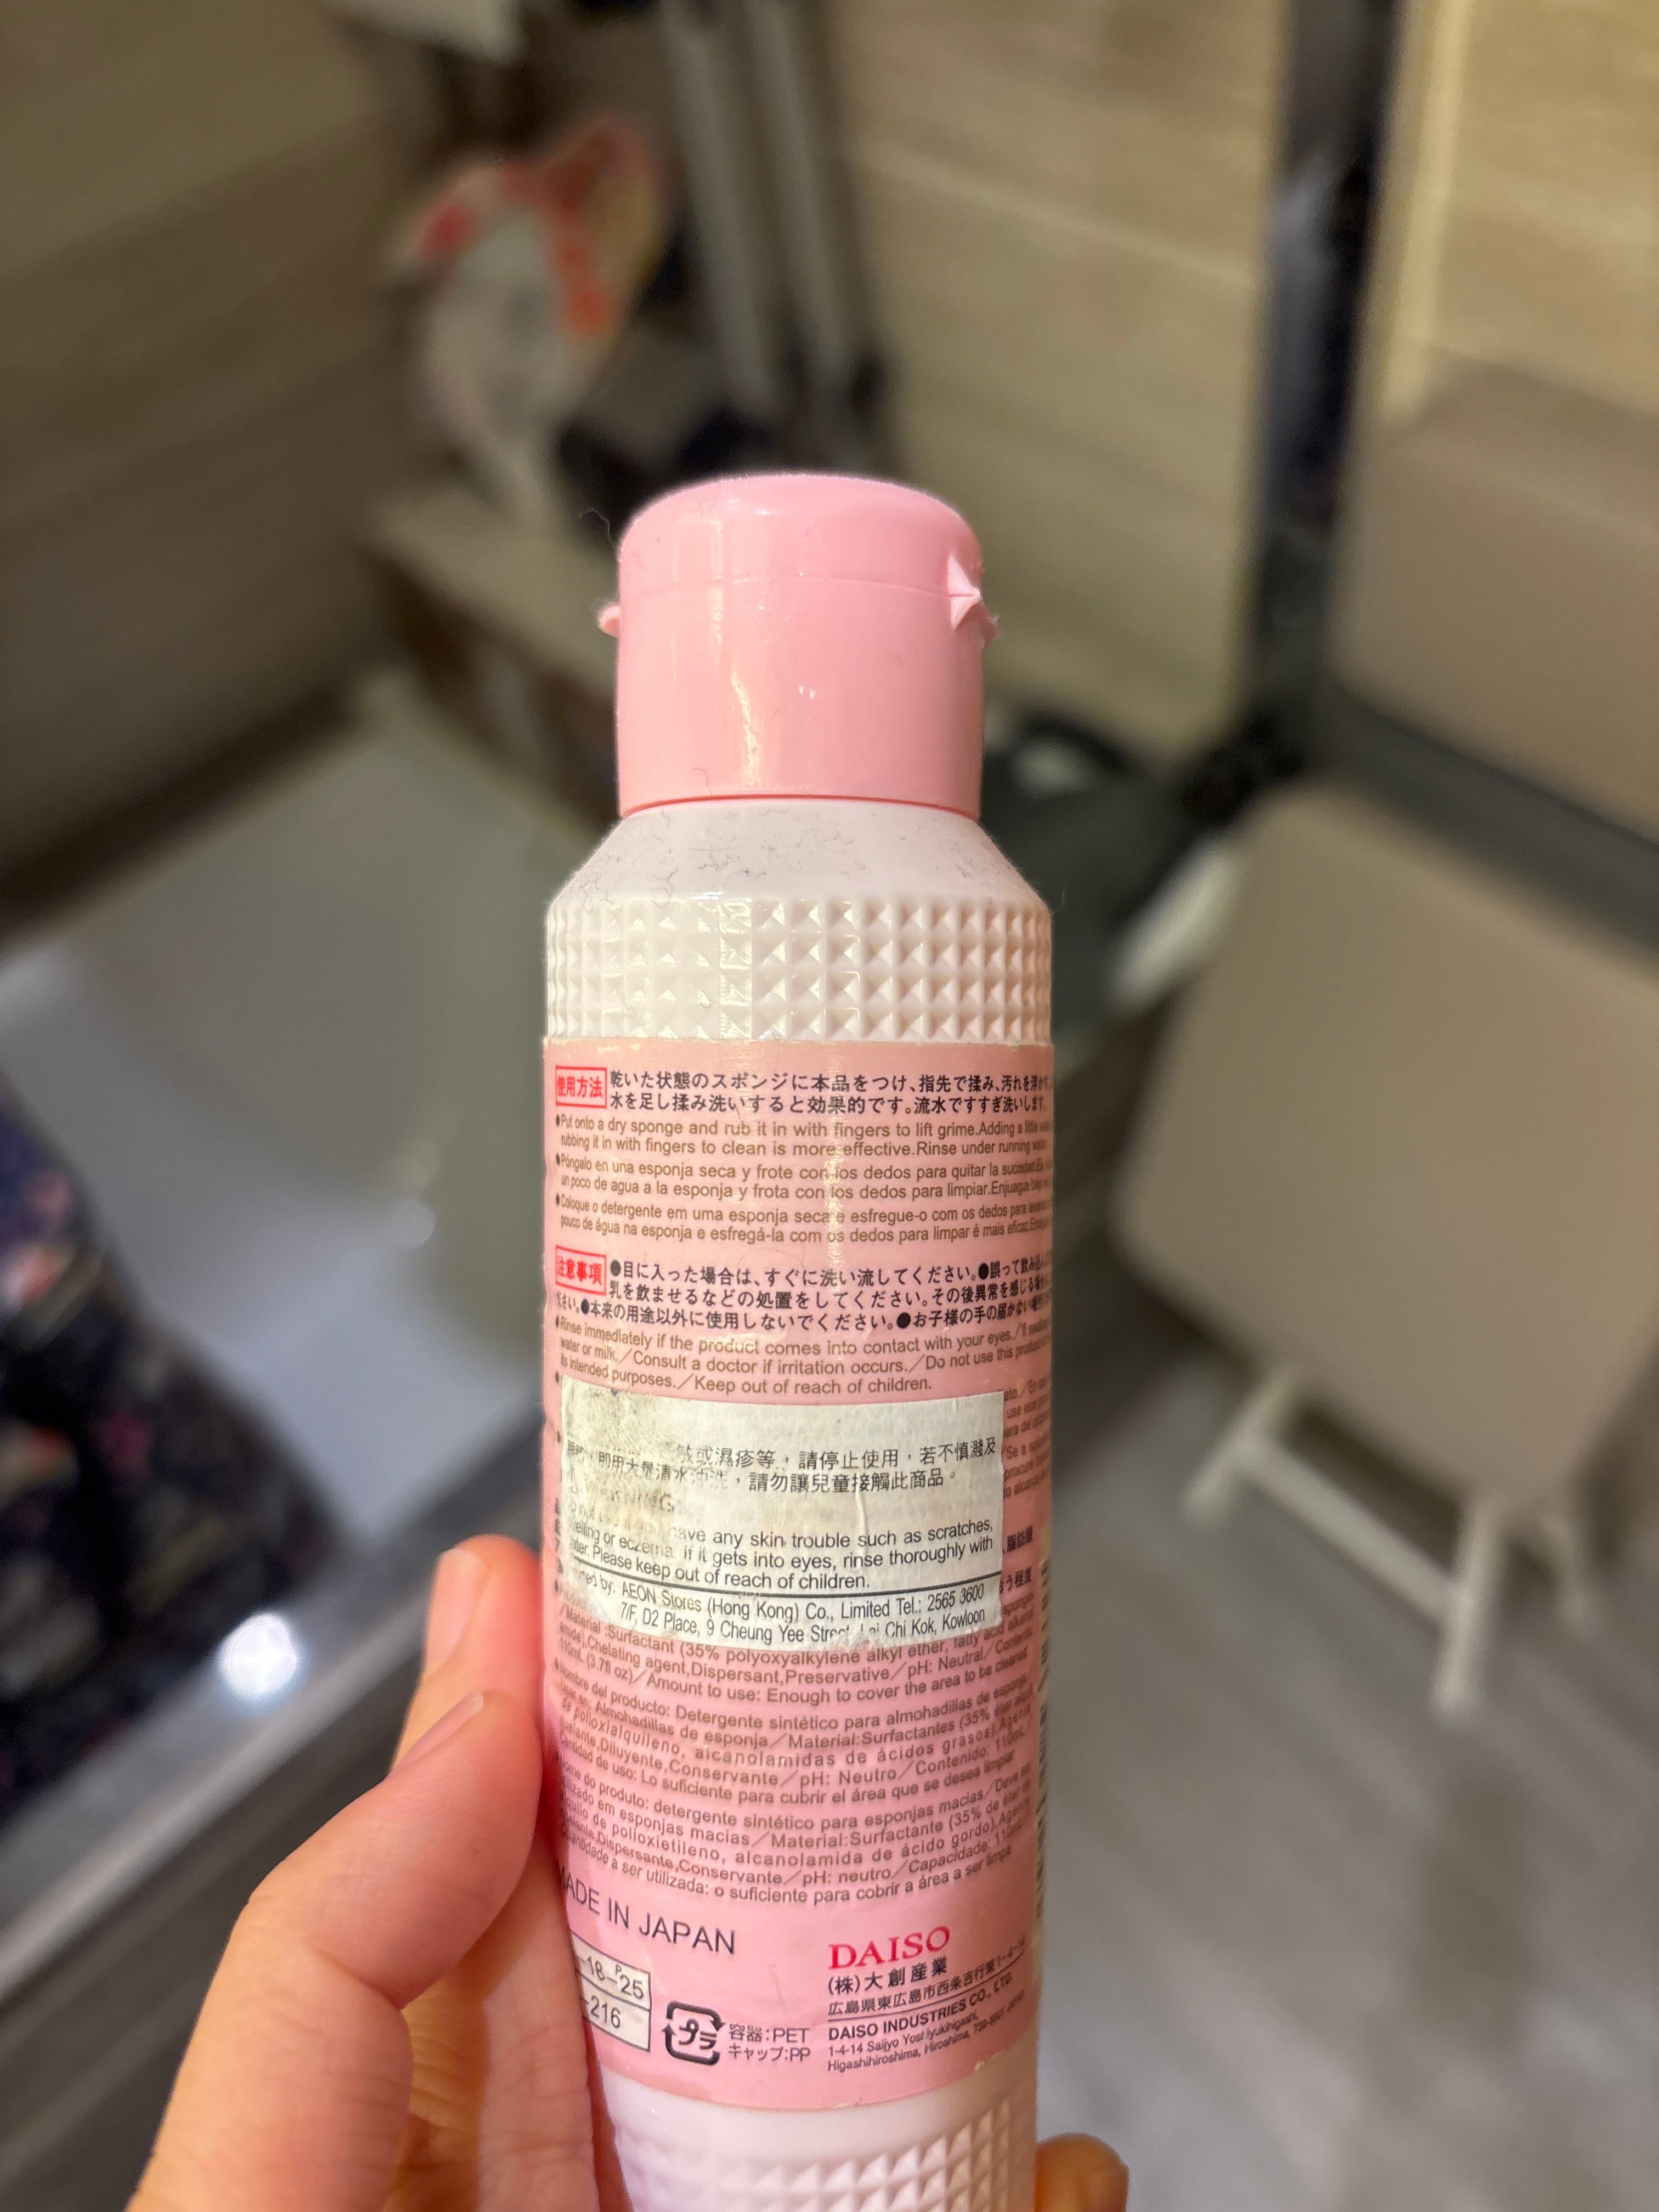 使用方法 乾いた状態のスポンジに本品をつけ、指先で揉み、汚れを浮かす。
水を足し揉み洗いすると効果的です。流水ですすぎ洗いします。
●Put onto a dry sponge and rub it in with fingers to lift grime.Adding a little
rubbing it in with fingers to clean is more effective.Rinse under running water.
●Póngalo en una esponja seca y frote con los dedos para quitar la suciedad.
un poco de agua a la esponja y frota con los dedos para limpiar.Enjuagua bajo
●Coloque o detergente em uma esponja seca e esfregue-o com os dedos para
pouco de água na esponja e esfregá-la com os dedos para limpar é mais eficaz.
注意事項 ●目に入った場合は、すぐに洗い流してください。●誤って飲み込んだ
乳を飲ませるなどの処置をしてください。その後異常を感じる場合
ださい。●本来の用途以外に使用しないでください。●お子様の手の届かない
●Rinse immediately if the product comes into contact with your eyes./If
water or milk./Consult a doctor if irritation occurs./Do not use this product
its intended purposes./Keep out of reach of children.
敏或濕疹等，請停止使用，若不慎濺及
即用大量清水沖洗，請勿讓兒童接觸此商品。
have any skin trouble such as scratches,
or eczema. If it gets into eyes, rinse thoroughly with
Please keep out of reach of children.
by: AEON Stores (Hong Kong) Co., Limited Tel.: 2565 3600
7/F, D2 Place, 9 Cheung Yee Street, Lai Chi Kok, Kowloon
/Material :Surfactant (35% polyoxyalkylene alkyl ether, fatty acid alkanol
amide),Chelating agent,Dispersant,Preservative/pH: Neutral/Contents:
110mL (3.7fl oz)/Amount to use: Enough to cover the area to be cleaned
●Nombre del producto: Detergente sintético para almohadillas de esponja
en: Almohadillas de esponja/Material:Surfactantes (35% éter
de polioxialquileno, alcanolamidas de ácidos grasos),Agente
quelante,Diluyente,Conservante/pH: Neutro/Contenido: 110mL/
Cantidad de uso: Lo suficiente para cubrir el área que se desea limpiar
Nome do produto: detergente sintético para esponjas macias/Deve ser
utilizado em esponjas macias/Material:Surfactante (35% de éter
de polioxietileno, alcanolamida de ácido gordo),Agente
quelante,Dispersante,Conservante/pH: neutro/Capacidade: 110mL
Quantidade a ser utilizada: o suficiente para cobrir a área a ser limpa
MADE IN JAPAN
-18-P25
-216
プラ
容器:PET
キャップ:PP
DAISO
(株)大創産業
広島県東広島市西条吉行東1-4-14
DAISO INDUSTRIES CO., LTD.
1-4-14 Saijyo Yoshiyukihigashi,
Higashihiroshima, Hiroshima, 739-8501 Japan